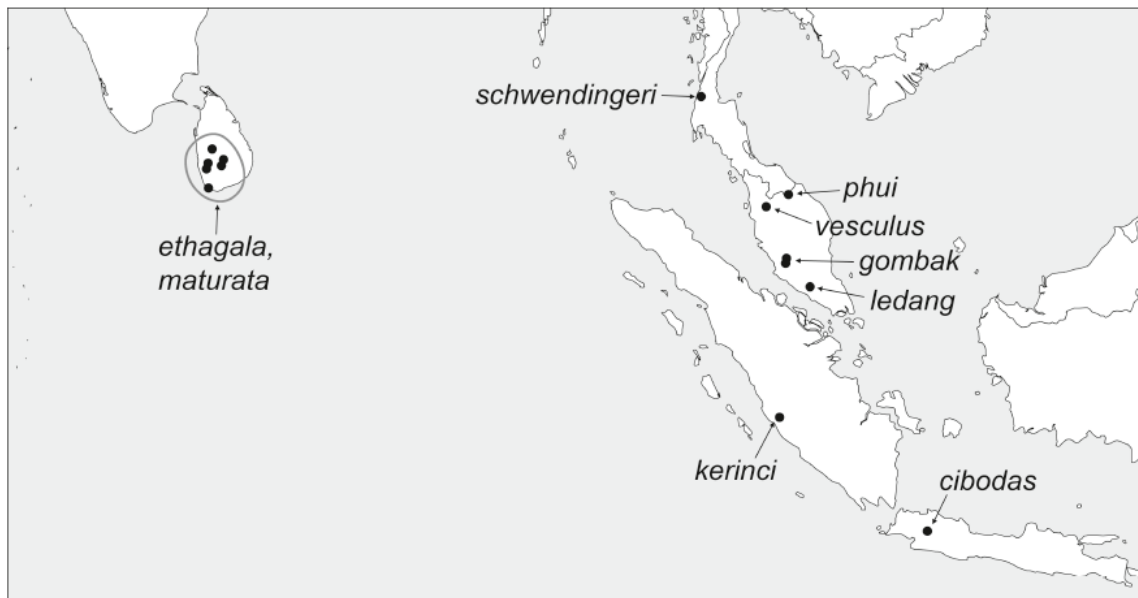 schwendingeri
phui
vesculus
ethagala,
maturata
gombak
ledang
kerinci
cibodas